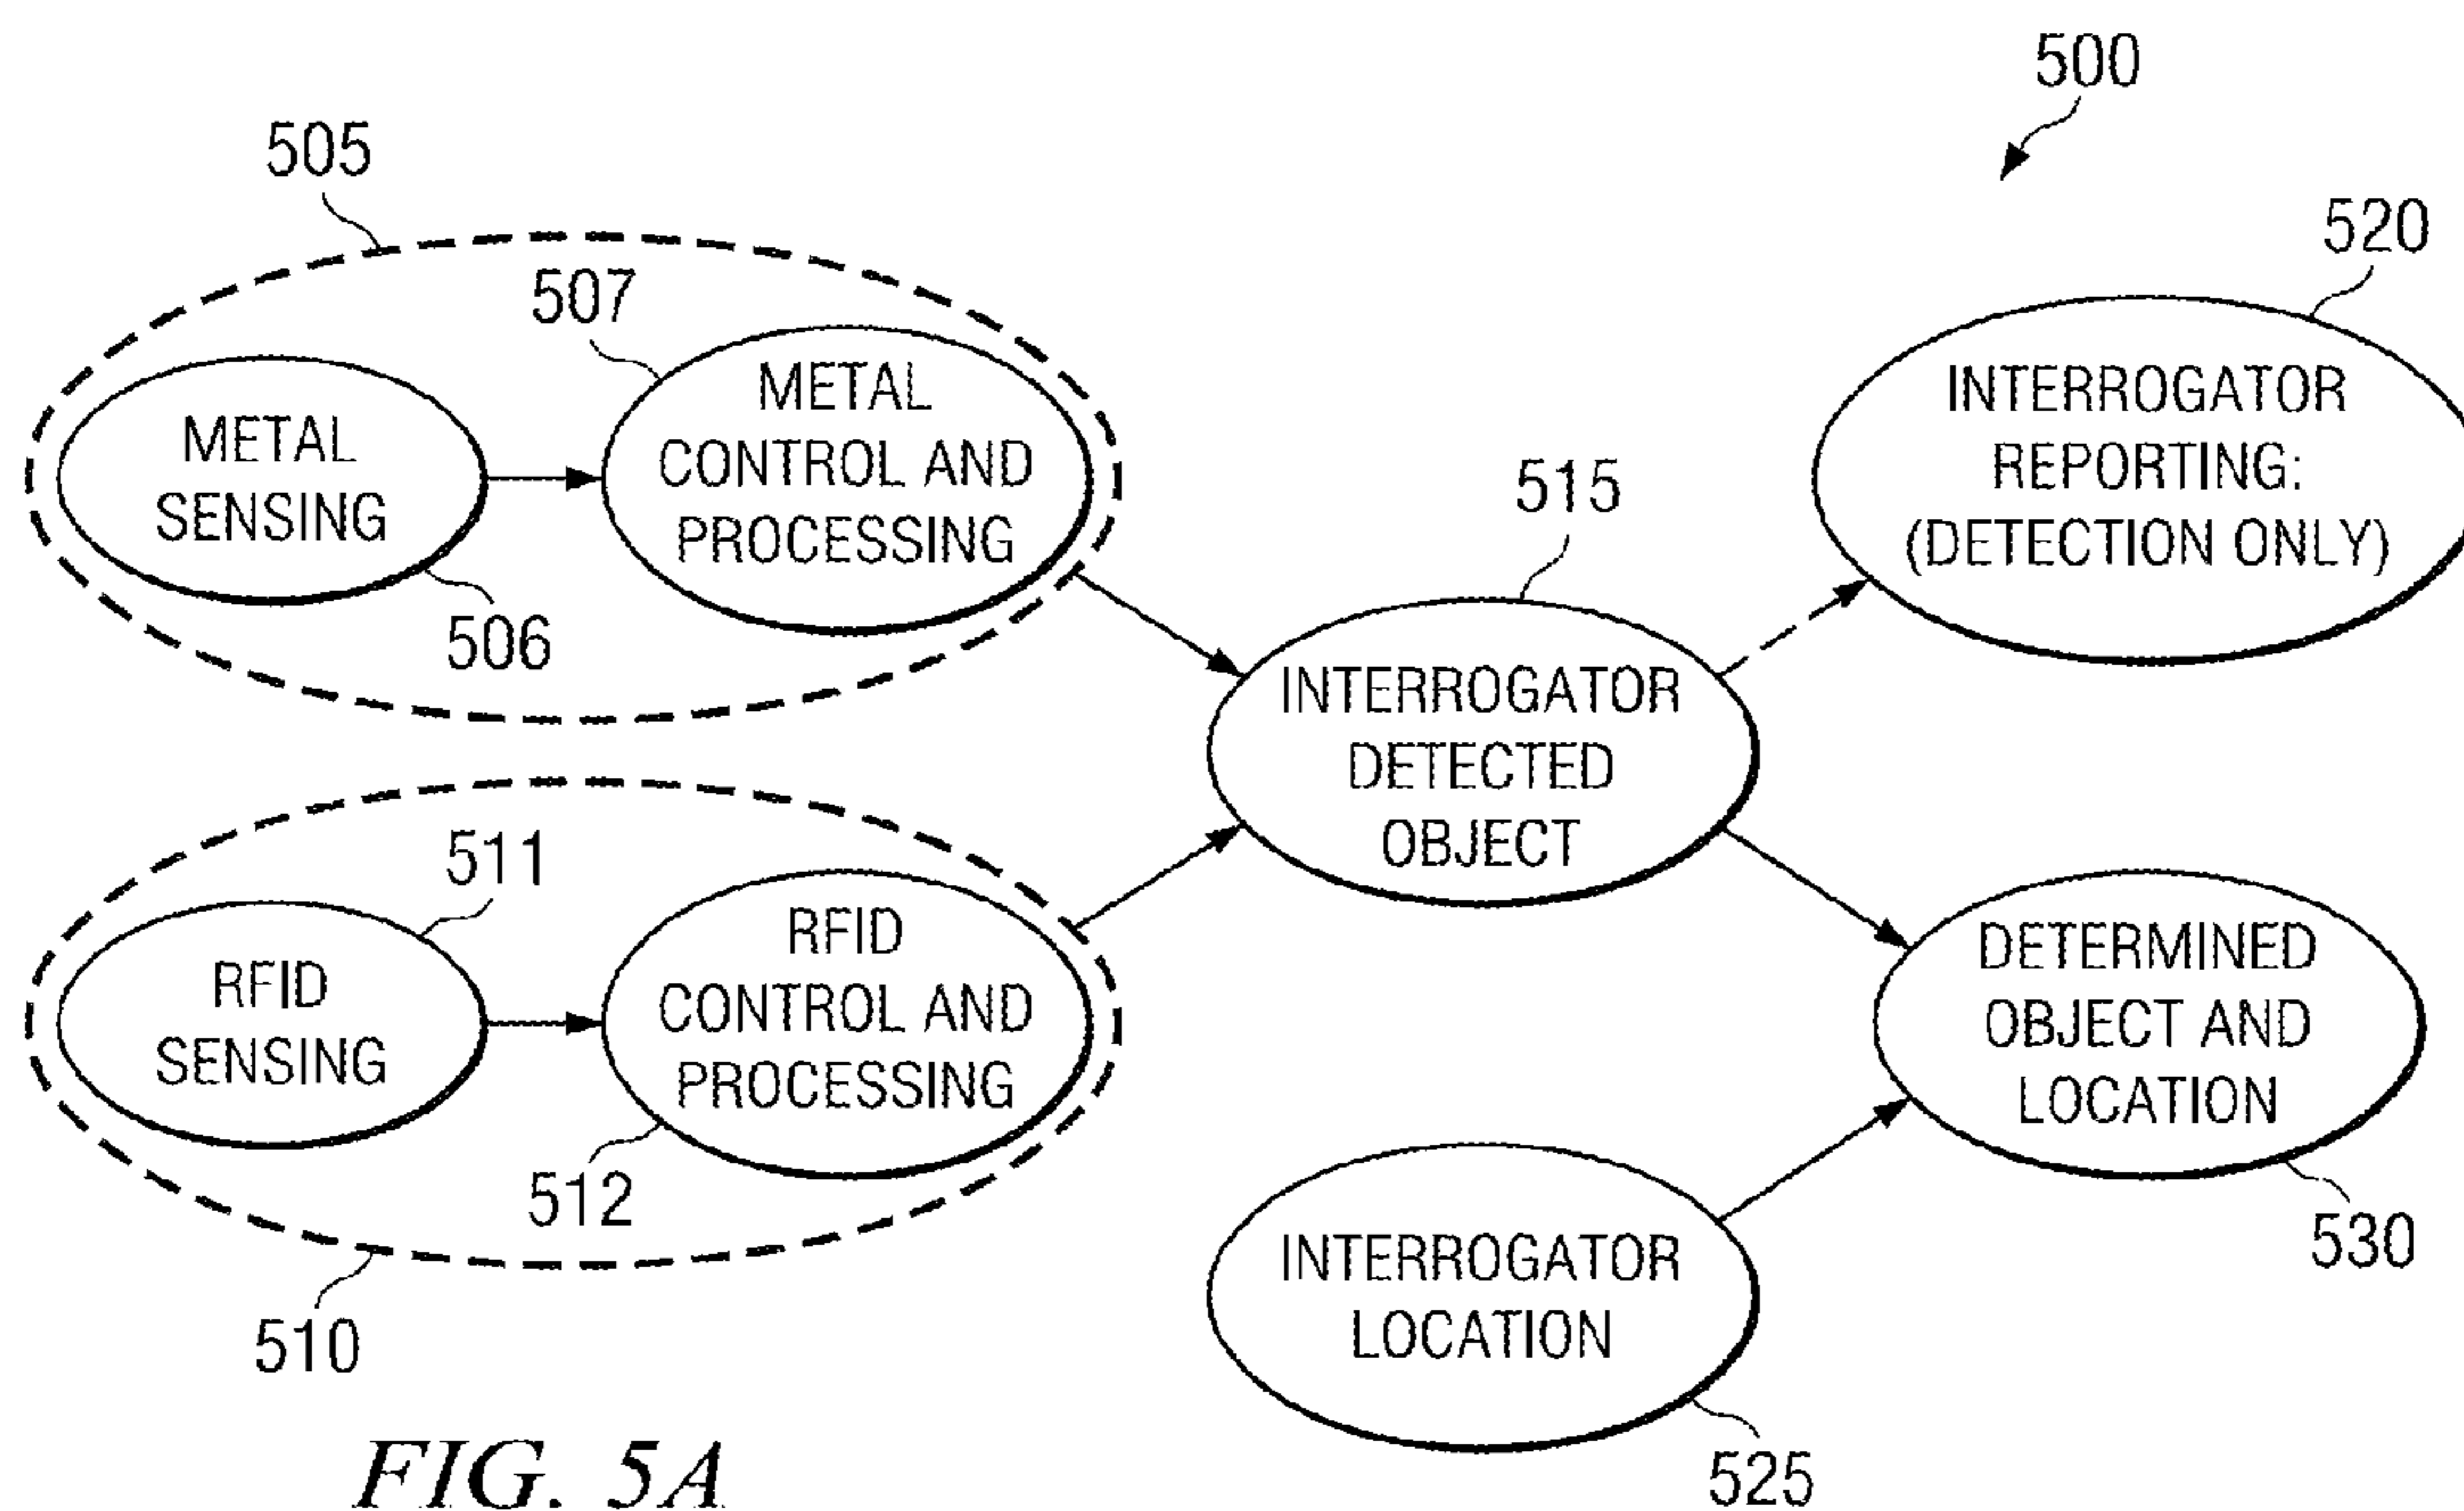 500
505
520
507
METAL
CONTROL AND
PROCESSING
METAL
SENSING
506
INTERROGATOR
REPORTING:
(DETECTION ONLY)
515
INTERROGATOR
DETECTED
OBJECT
511
RFID
SENSING
RFID
CONTROL AND
PROCESSING
512
510
DETERMINED
OBJECT AND
LOCATION
530
INTERROGATOR
LOCATION
525
FIG. 5A